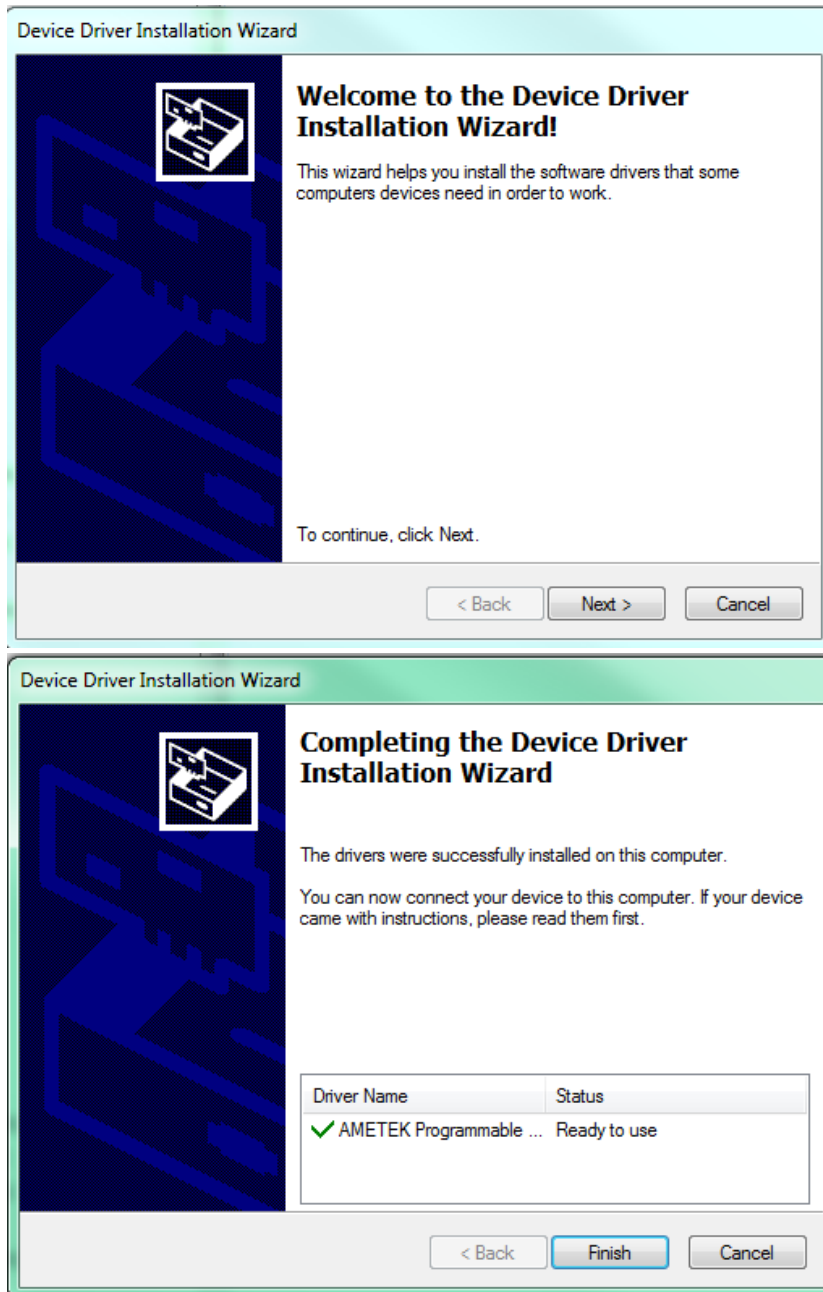 Device Driver Installation Wizard
Welcome to the Device Driver
Installation Wizard!
This wizard helps you install the software drivers that some
computers devices need in order to work.
To continue, click Next.
< Back Next > Cancel
Device Driver Installation Wizard
Completing the Device Driver
Installation Wizard
The drivers were successfully installed on this computer.
You can now connect your device to this computer. If your device
came with instructions, please read them first.
Driver Name Status
AMETEK Programmable ... Ready to use
< Back Finish Cancel